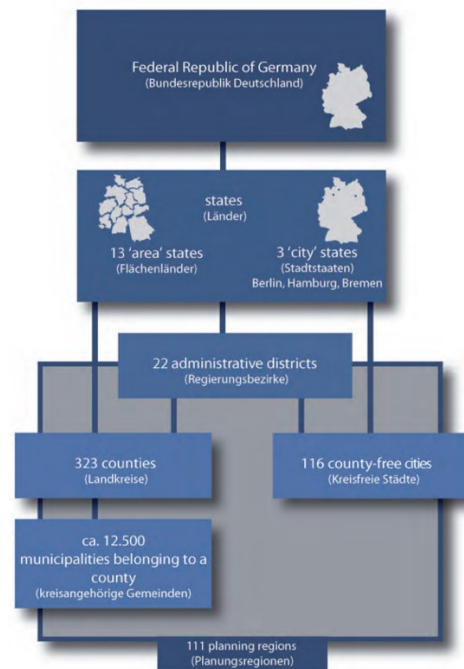 Federal Republic of Germany
(Bundesrepublik Deutschland)
states
(Länder)
13 'area' states
(Flächenländer)
3 'city' states
(Stadtstaaten)
Berlin, Hamburg, Bremen
22 administrative districts
(Regierungsbezirke)
323 counties
(Landkreise)
116 county-free cities
(Kreisfreie Städte)
ca. 12.500
municipalities belonging to a
county
(kreisangehörige Gemeinden)
111 planning regions
(Planungsregionen)